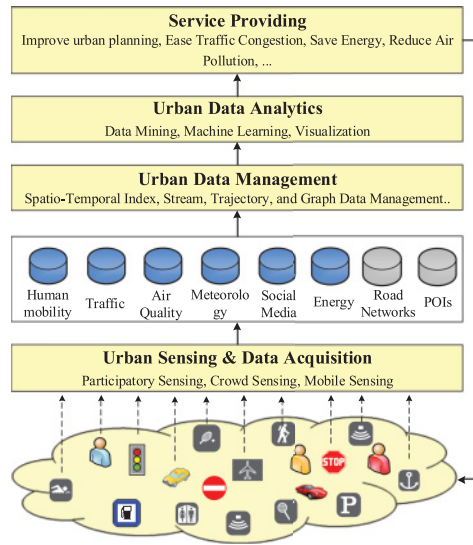 Service Providing
Improve urban planning, Ease Traffic Congestion, Save Energy, Reduce Air
Pollution, ...
Urban Data Analytics
Data Mining, Machine Learning, Visualization
Urban Data Management
Spatio-Temporal Index, Stream, Trajectory, and Graph Data Management..
Human
mobility
Traffic
Air
Quality
Meteorolo
gy
Social
Media
Energy
Road
Networks
POIs
Urban Sensing & Data Acquisition
Participatory Sensing, Crowd Sensing, Mobile Sensing
STOP
P